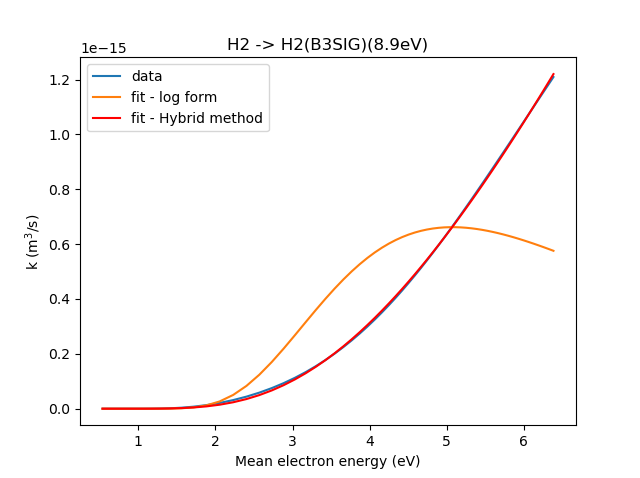 H2 -> H2(B3SIG)(8.9eV)
1e−15
data
fit - log form
fit - Hybrid method
1.2
1.0
0.8
0.6
0.4
0.2
0.0
k (m³/s)
1 2 3 4 5 6
Mean electron energy (eV)